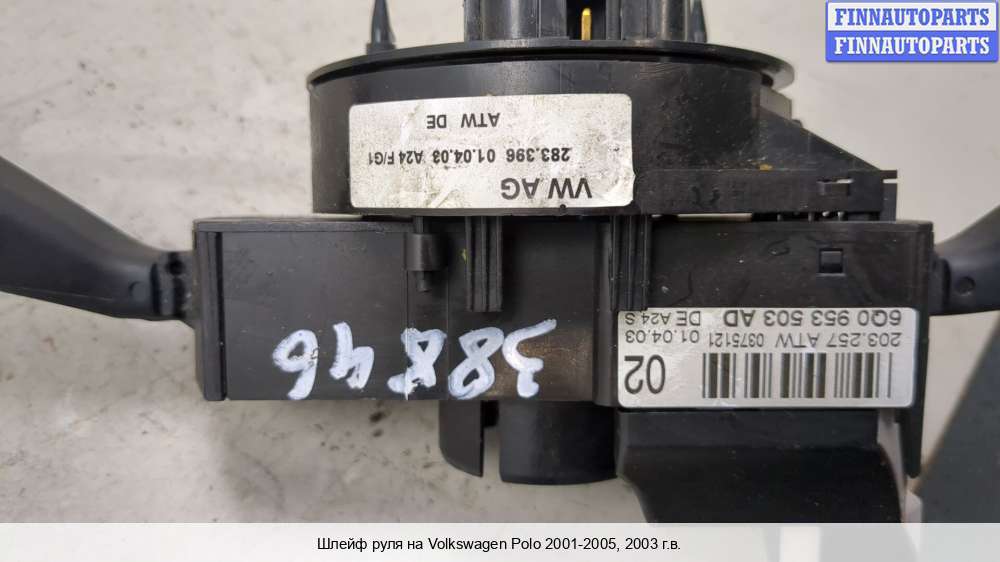 FINNAUTOPARTS
FINNAUTOPARTS
VW AG
283.396 01.04.03 A24 F/G1
ATW DE
203.257 ATW 0375121 01.04.03
6Q0 953 503 AD DE A24 S
02
38846
Шлейф руля на Volkswagen Polo 2001-2005, 2003 г.в.